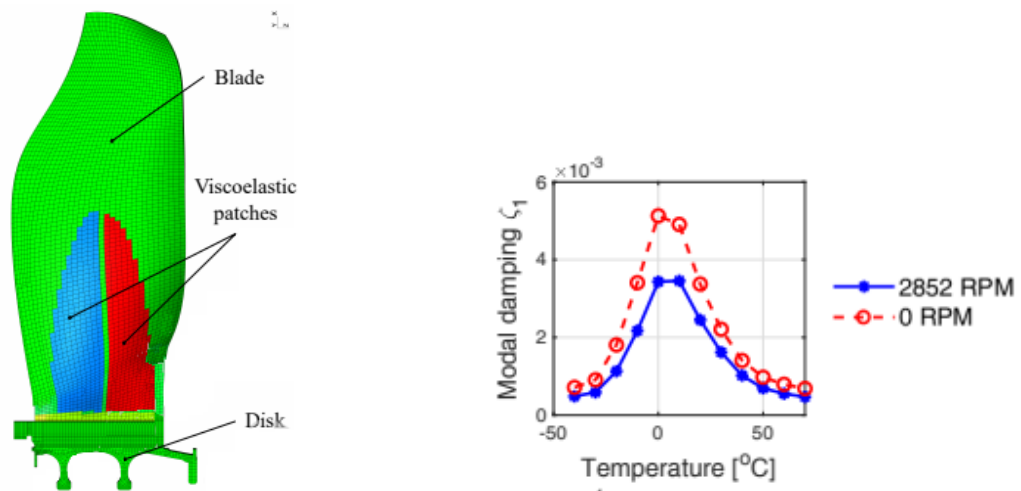 Blade
Viscoelastic
patches
Disk
×10⁻³
6
4
2
0
-50
0
50
Modal damping ζ₁
Temperature [°C]
2852 RPM
0 RPM